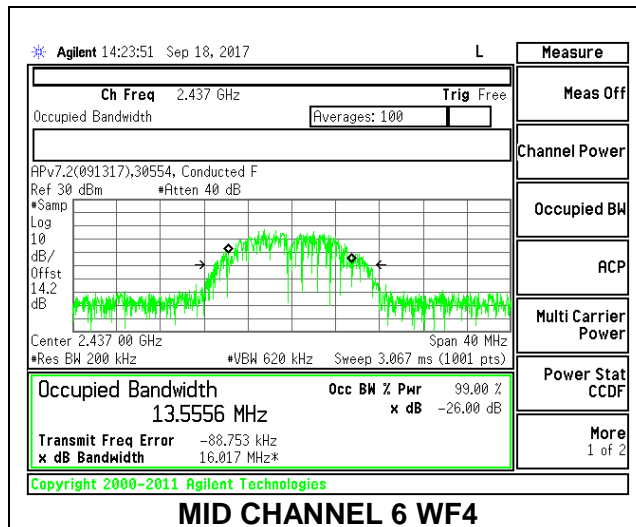 Agilent 14:23:51 Sep 18, 2017 L
Measure
Ch Freq 2.437 GHz Trig Free
Meas Off
Occupied Bandwidth Averages: 100
Channel Power
APv7.2(091317),30554, Conducted F
Ref 30 dBm #Atten 40 dB
#Samp
Log
10
dB/
Offst
14.2
dB
Occupied BW
ACP
Center 2.437 00 GHz Span 40 MHz
#Res BW 200 kHz #VBW 620 kHz Sweep 3.067 ms (1001 pts)
Multi Carrier
Power
Occupied Bandwidth
13.5556 MHz
Occ BW % Pwr 99.00 %
x dB -26.00 dB
Power Stat
CCDF
Transmit Freq Error -88.753 kHz
x dB Bandwidth 16.017 MHz*
More
1 of 2
Copyright 2000-2011 Agilent Technologies
MID CHANNEL 6 WF4